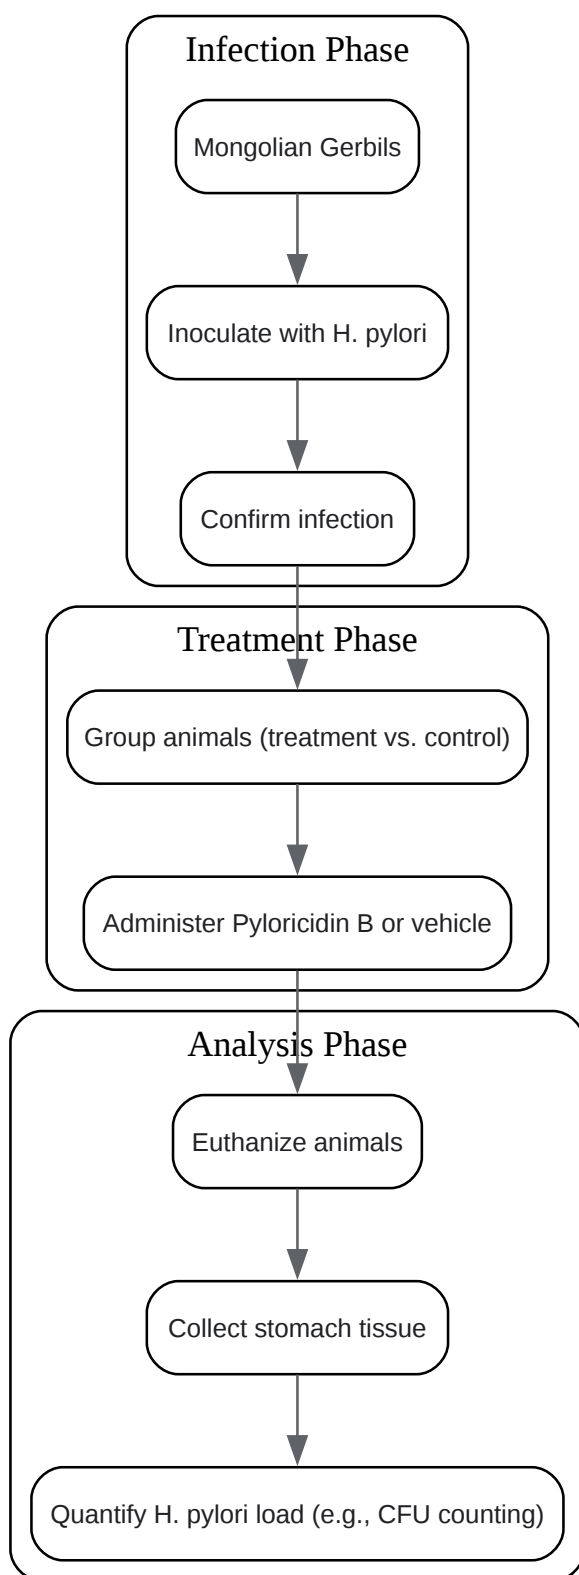 Infection Phase
Mongolian Gerbils
Inoculate with H. pylori
Confirm infection
Treatment Phase
Group animals (treatment vs. control)
Administer Pyloricidin B or vehicle
Analysis Phase
Euthanize animals
Collect stomach tissue
Quantify H. pylori load (e.g., CFU counting)